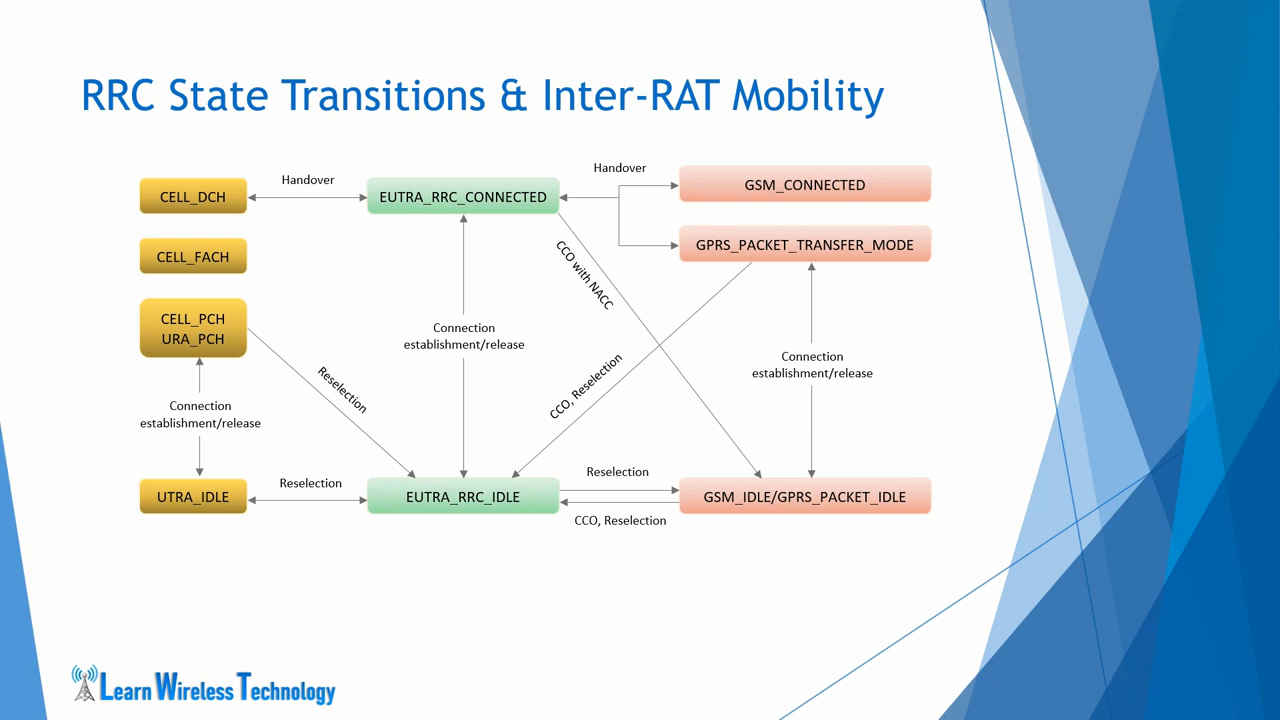 RRC State Transitions & Inter-RAT Mobility
CELL_DCH
Handover
EUTRA_RRC_CONNECTED
Handover
GSM_CONNECTED
GPRS_PACKET_TRANSFER_MODE
CELL_FACH
CELL_PCH
URA_PCH
CCO with NACC
Connection
establishment/release
Connection
establishment/release
Reselection
CCO, Reselection
Connection
establishment/release
UTRA_IDLE
Reselection
EUTRA_RRC_IDLE
Reselection
CCO, Reselection
GSM_IDLE/GPRS_PACKET_IDLE
Learn Wireless Technology